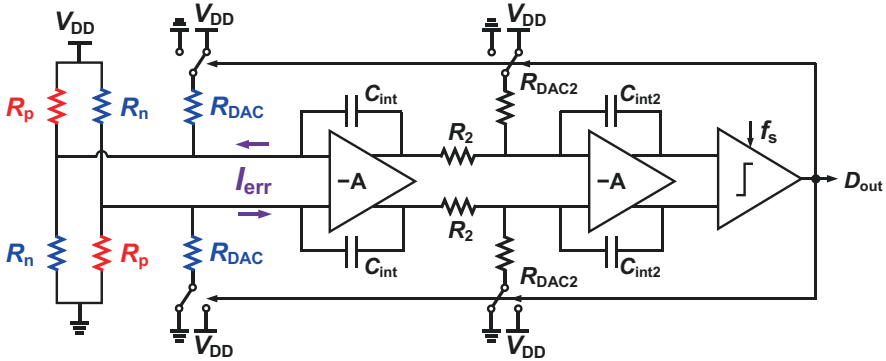 VDD
VDD
VDD
Rp
Rn
RDAC
Cint
RDAC2
Cint2
R2
fs
Ierr
−A
−A
Dout
R2
Rn
Rp
RDAC
Cint
RDAC2
Cint2
VDD
VDD